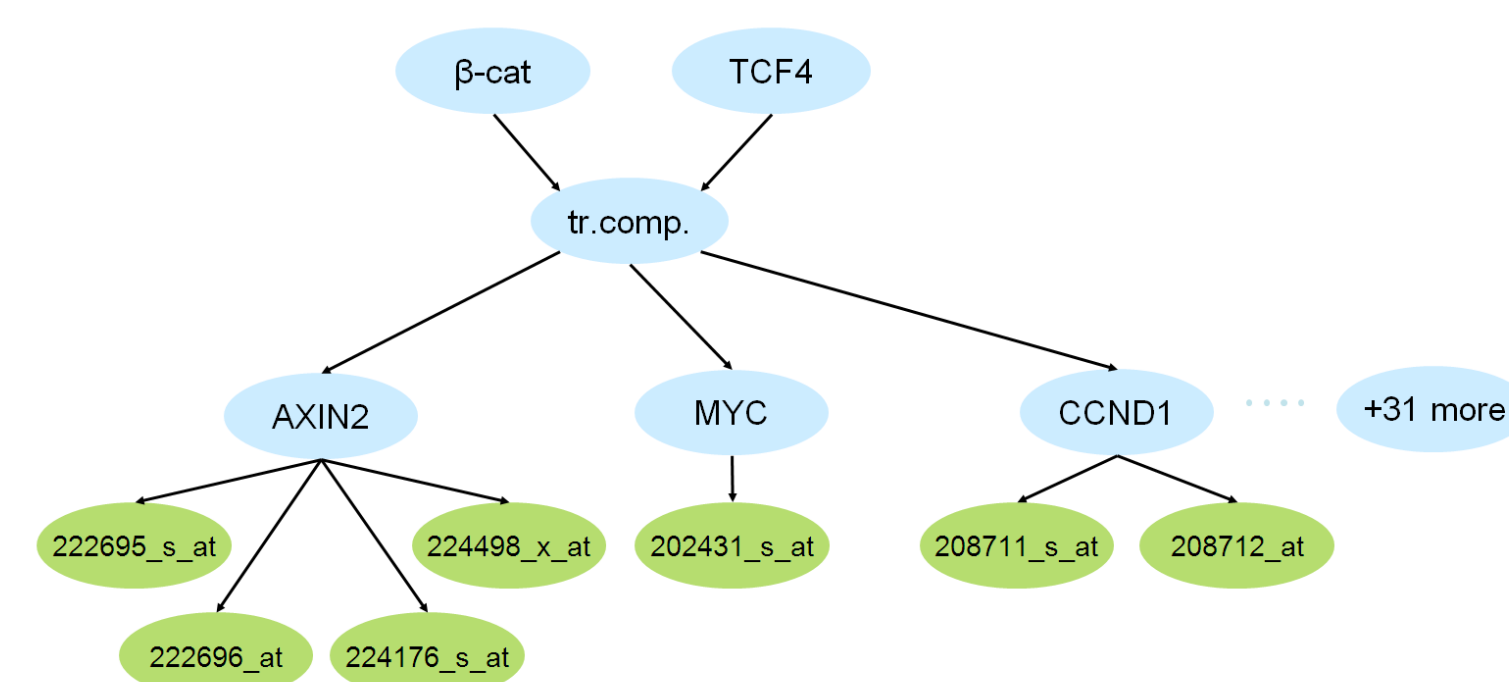 β-cat
TCF4
tr.comp.
AXIN2
MYC
CCND1
+31 more
222695_s_at
224498_x_at
202431_s_at
208711_s_at
208712_at
222696_at
224176_s_at